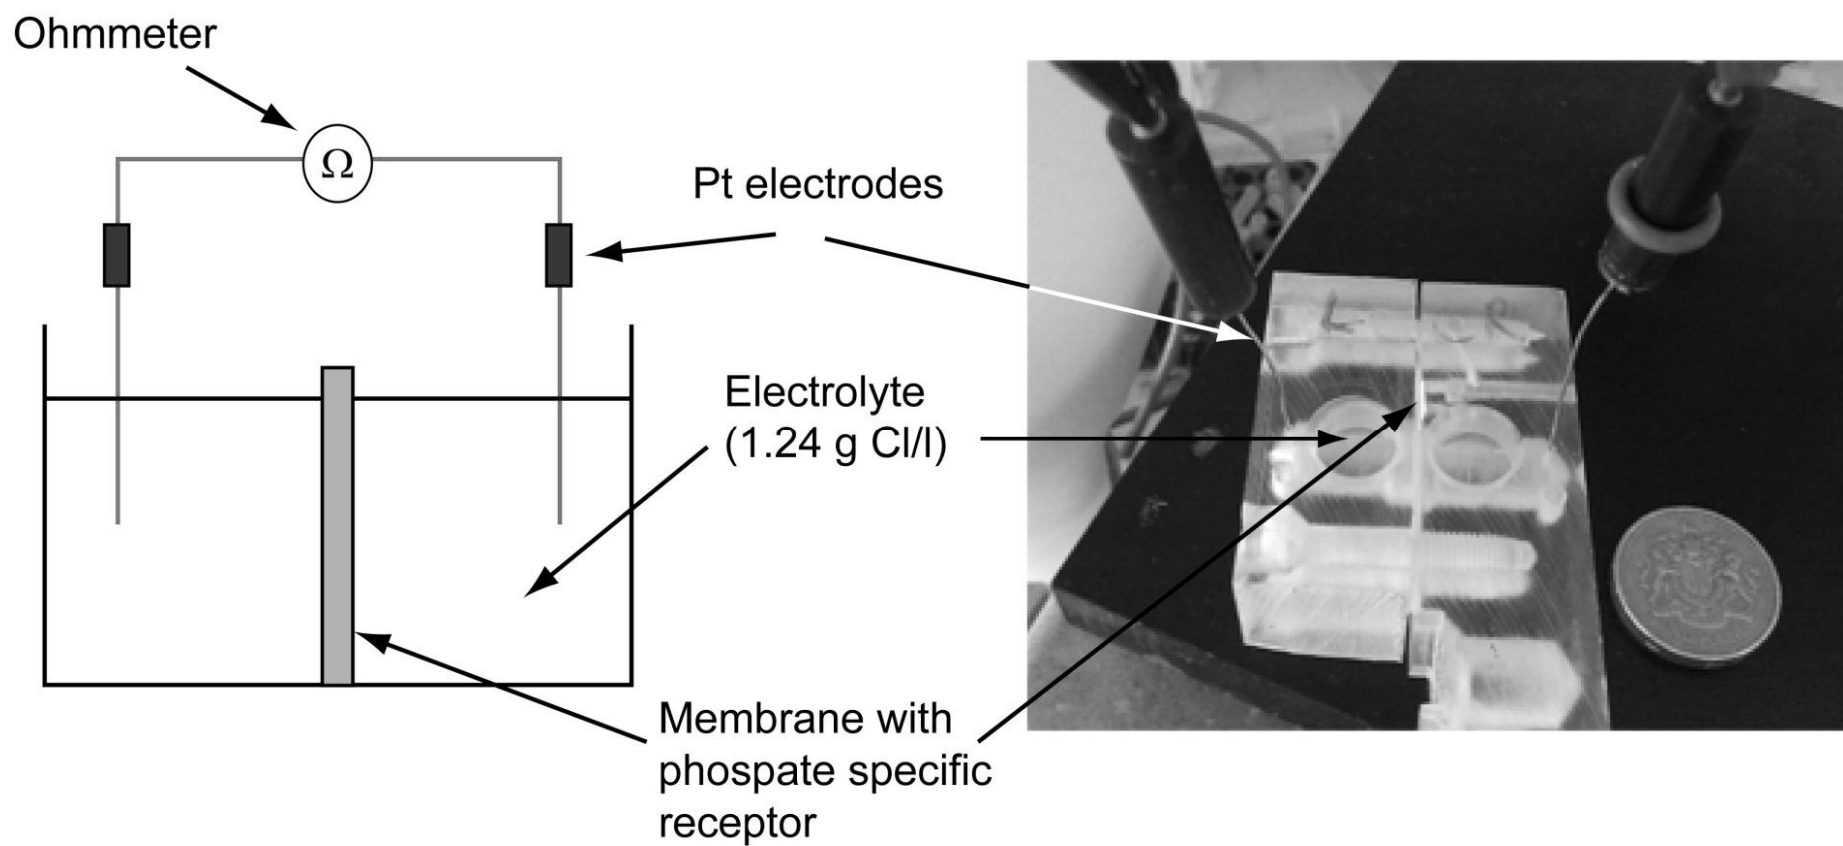 Ohmmeter
Ω
Pt electrodes
Electrolyte
(1.24 g Cl/l)
Membrane with
phospate specific
receptor
L
R